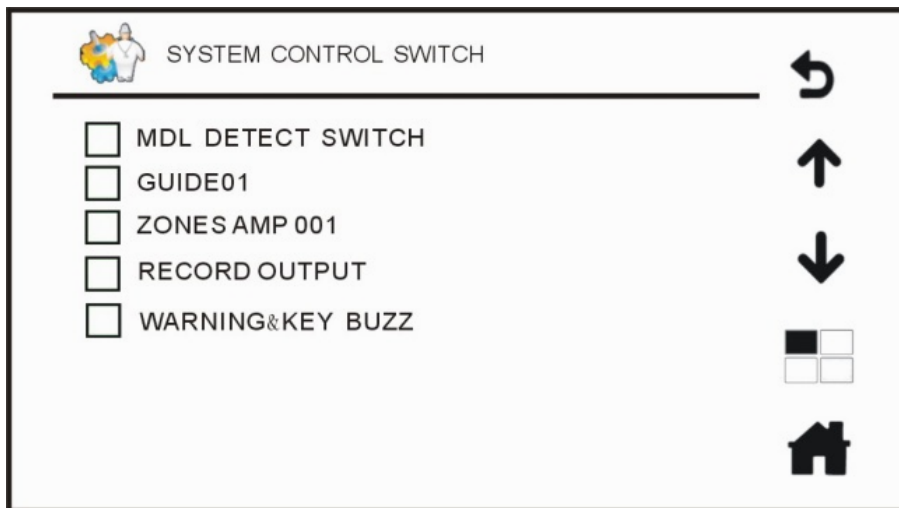 SYSTEM CONTROL SWITCH
MDL DETECT SWITCH
GUIDE01
ZONES AMP 001
RECORD OUTPUT
WARNING&KEY BUZZ